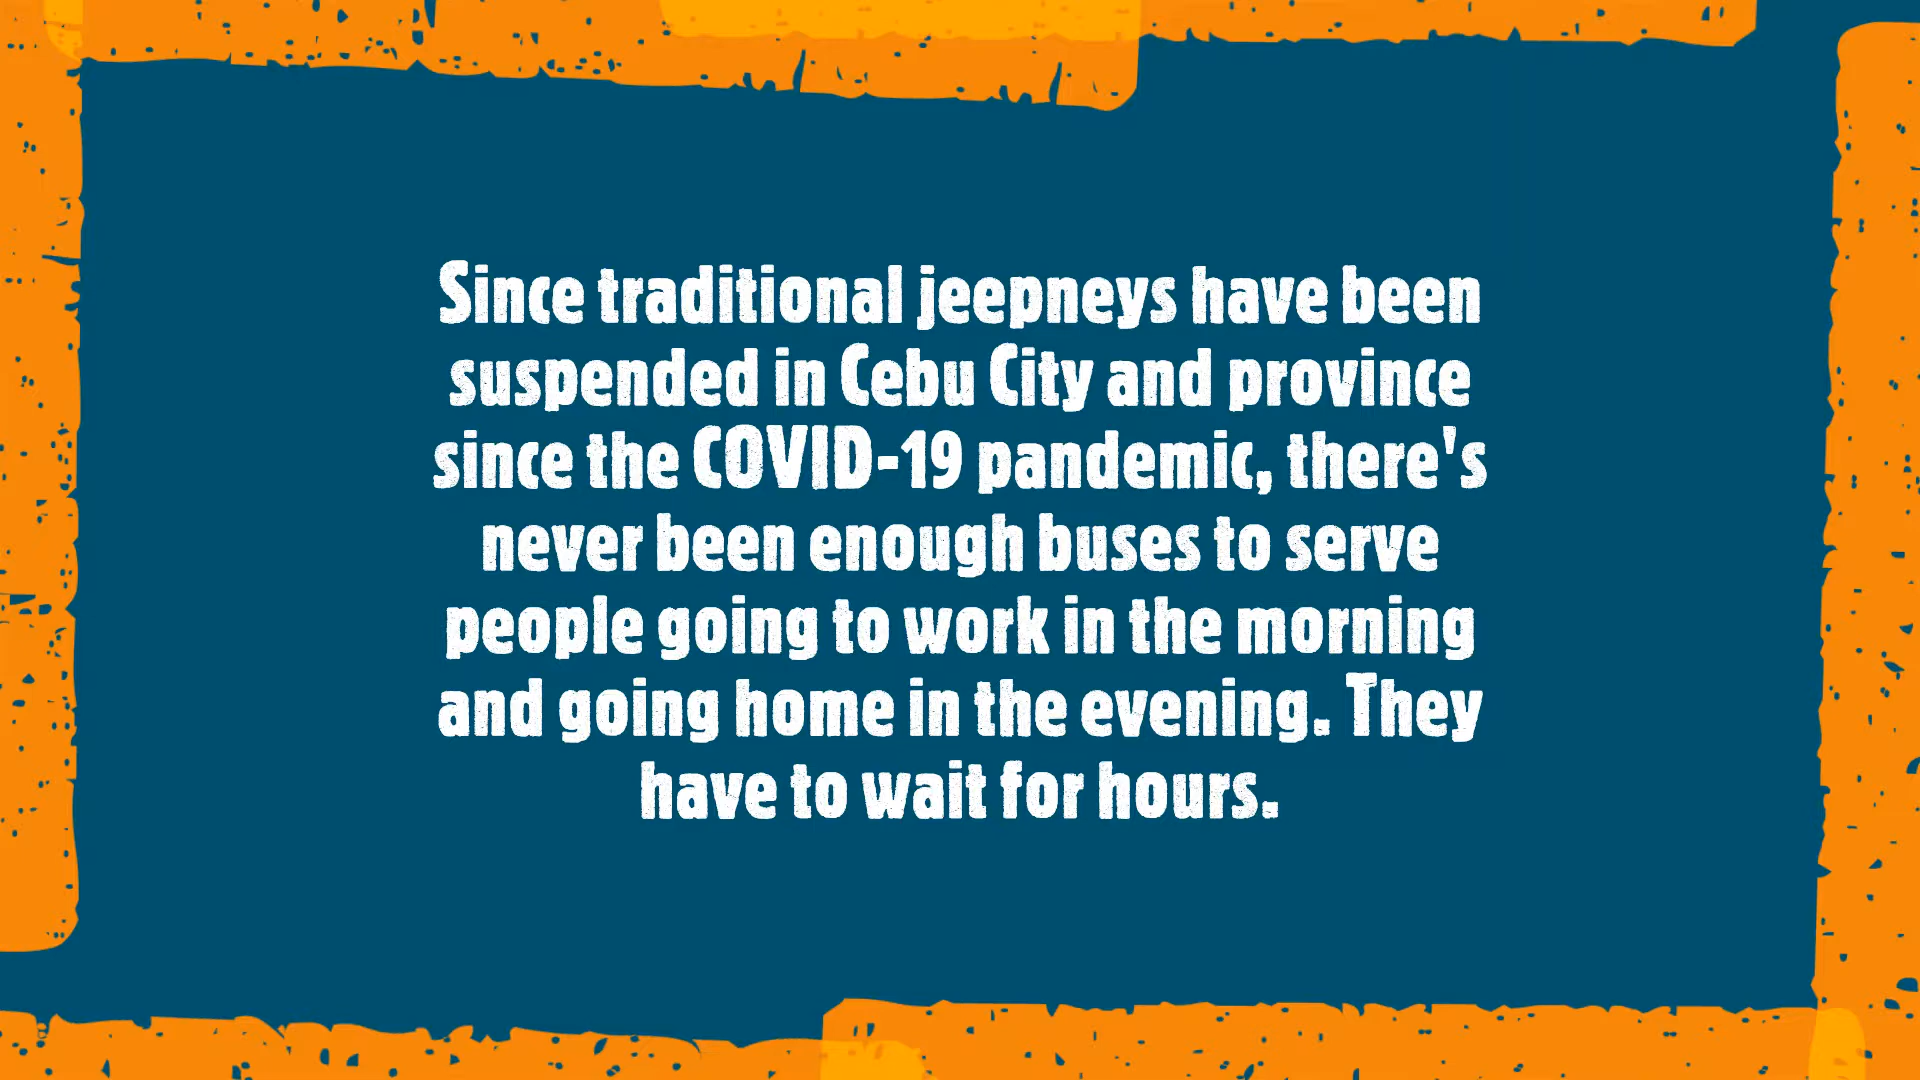 Since traditional jeepneys have been
suspended in Cebu City and province
since the COVID-19 pandemic, there's
never been enough buses to serve
people going to work in the morning
and going home in the evening. They
have to wait for hours.